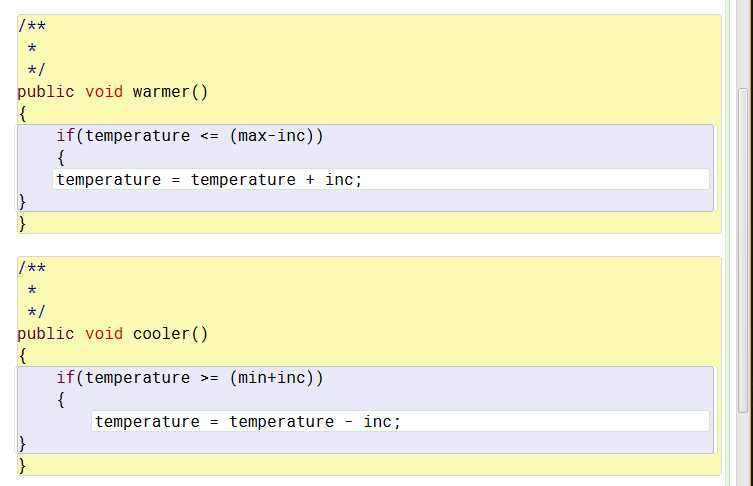 /**
 *
 */
public void warmer()
{
    if(temperature <= (max-inc))
    {
    temperature = temperature + inc;
}
}
/**
 *
 */
public void cooler()
{
    if(temperature >= (min+inc))
    {
        temperature = temperature - inc;
}
}